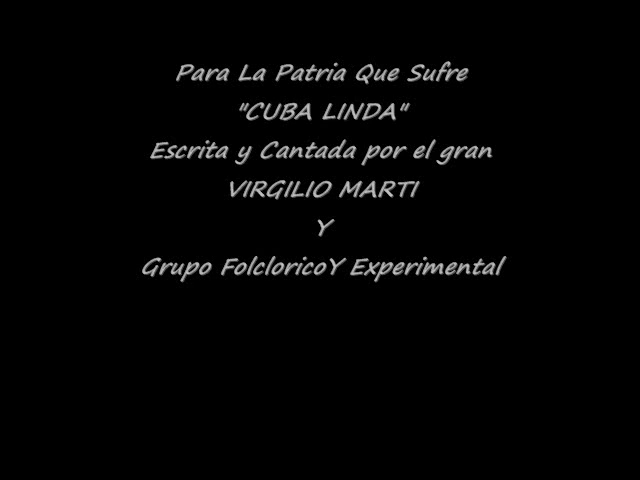 Para La Patria Que Sufre
"CUBA LINDA"
Escrita y Cantada por el gran
VIRGILIO MARTI
Y
Grupo FolcloricoY Experimental